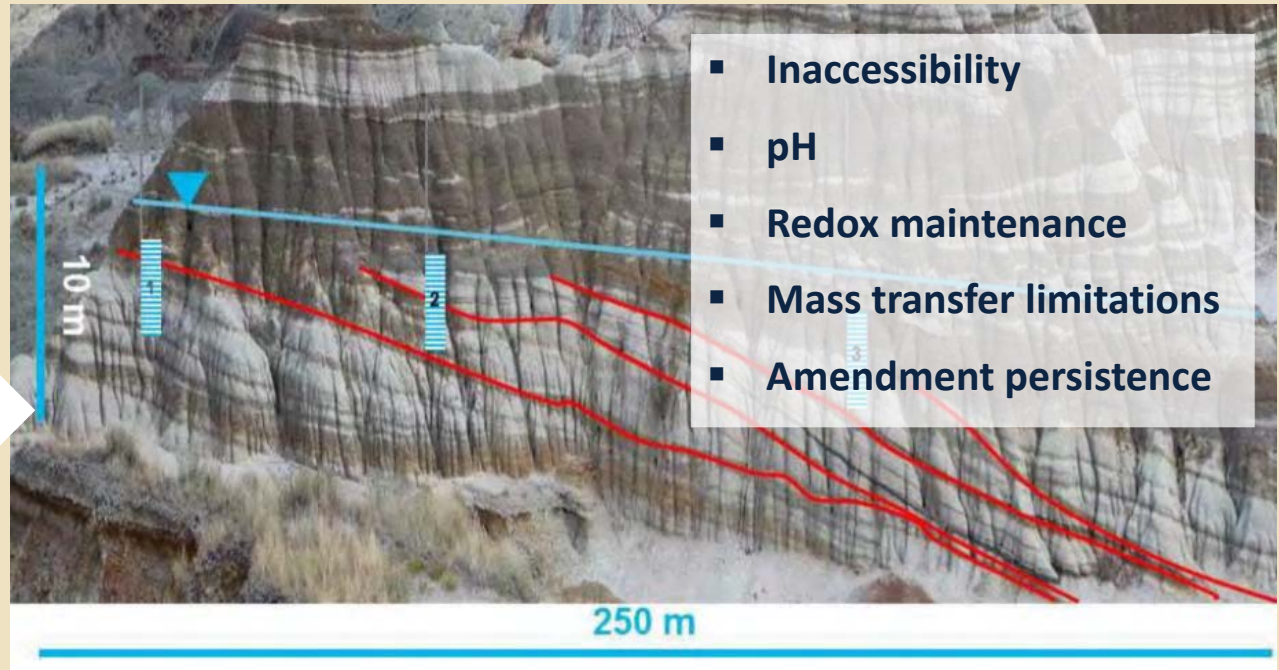 ▪ Inaccessibility
▪ pH
▪ Redox maintenance
▪ Mass transfer limitations
▪ Amendment persistence
10 m
1
2
3
250 m